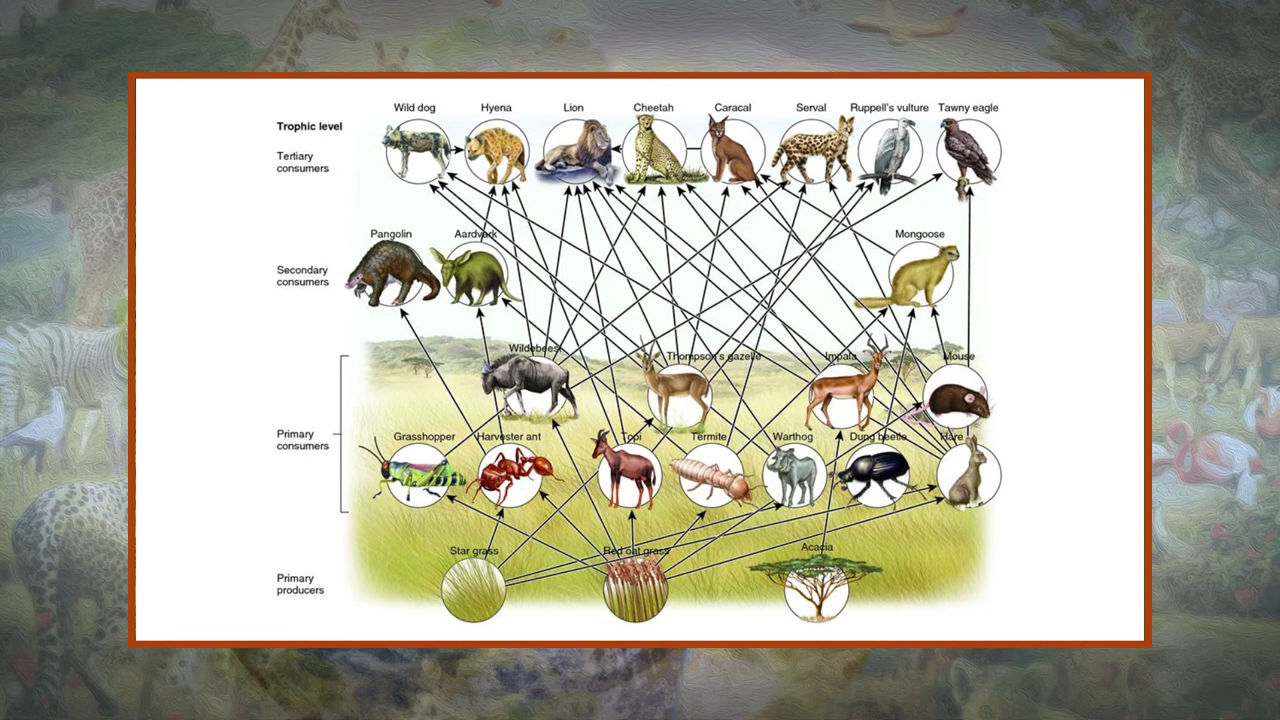 Wild dog
Hyena
Lion
Cheetah
Caracal
Serval
Ruppell's vulture
Tawny eagle
Trophic level
Tertiary
consumers
Pangolin
Aardvark
Mongoose
Secondary
consumers
Wildebeest
Thompson's gazelle
Impala
Mouse
Primary
consumers
Grasshopper
Harvester ant
Topi
Termite
Warthog
Dung beetle
Hare
Star grass
Red oat grass
Acacia
Primary
producers